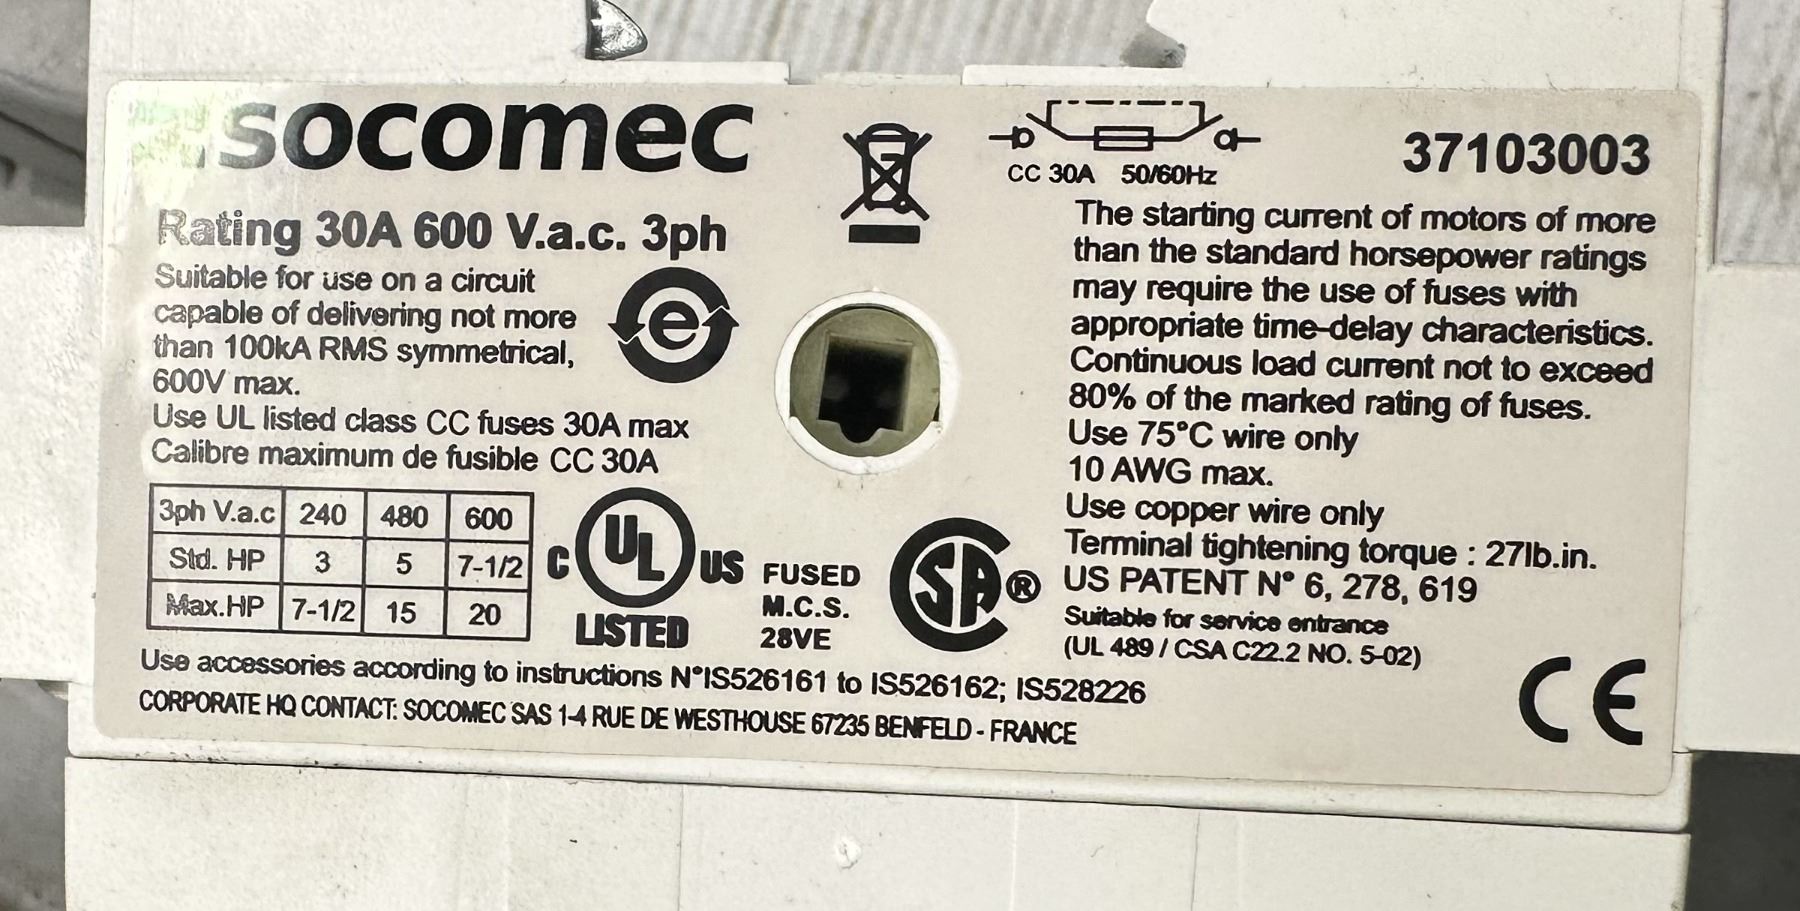 socomec
Rating 30A 600 V.a.c. 3ph
Suitable for use on a circuit
capable of delivering not more
than 100kA RMS symmetrical,
600V max.
Use UL listed class CC fuses 30A max
Calibre maximum de fusible CC 30A
e
3ph V.a.c 240 480 600
Std. HP 3 5 7-1/2
Max.HP 7-1/2 15 20
C UL US
LISTED
FUSED
M.C.S.
28VE
SA ®
CC 30A 50/60Hz
37103003
The starting current of motors of more
than the standard horsepower ratings
may require the use of fuses with
appropriate time-delay characteristics.
Continuous load current not to exceed
80% of the marked rating of fuses.
Use 75°C wire only
10 AWG max.
Use copper wire only
Terminal tightening torque : 27lb.in.
US PATENT N° 6, 278, 619
Suitable for service entrance
(UL 489 / CSA C22.2 NO. 5-02)
Use accessories according to instructions N°IS526161 to IS526162; IS528226
CORPORATE HQ CONTACT: SOCOMEC SAS 1-4 RUE DE WESTHOUSE 67235 BENFELD - FRANCE
CE